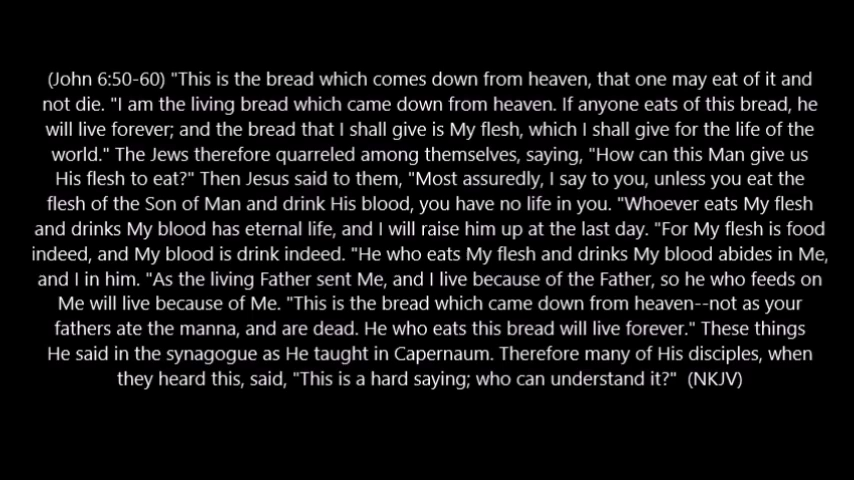 (John 6:50-60) "This is the bread which comes down from heaven, that one may eat of it and
not die. "I am the living bread which came down from heaven. If anyone eats of this bread, he
will live forever; and the bread that I shall give is My flesh, which I shall give for the life of the
world." The Jews therefore quarreled among themselves, saying, "How can this Man give us
His flesh to eat?" Then Jesus said to them, "Most assuredly, I say to you, unless you eat the
flesh of the Son of Man and drink His blood, you have no life in you. "Whoever eats My flesh
and drinks My blood has eternal life, and I will raise him up at the last day. "For My flesh is food
indeed, and My blood is drink indeed. "He who eats My flesh and drinks My blood abides in Me,
and I in him. "As the living Father sent Me, and I live because of the Father, so he who feeds on
Me will live because of Me. "This is the bread which came down from heaven--not as your
fathers ate the manna, and are dead. He who eats this bread will live forever." These things
He said in the synagogue as He taught in Capernaum. Therefore many of His disciples, when
they heard this, said, "This is a hard saying; who can understand it?"  (NKJV)